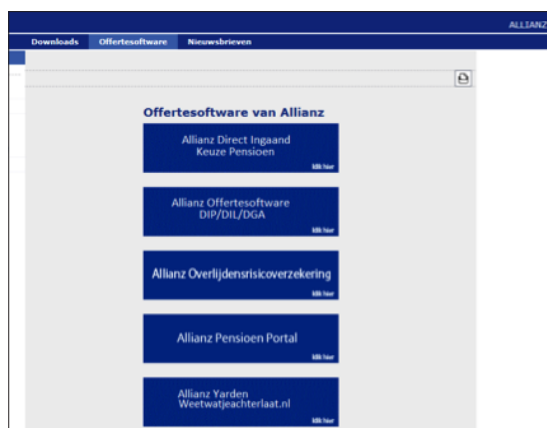 ALLIANZ
Downloads Offertesoftware Nieuwsbrieven
Offertesoftware van Allianz
Allianz Direct Ingaand
Keuze Pensioen
klik hier
Allianz Offertesoftware
DIP/DIL/DGA
klik hier
Allianz Overlijdensrisicoverzekering
klik hier
Allianz Pensioen Portal
klik hier
Allianz Yarden
Weetwatjeachterlaat.nl
klik hier